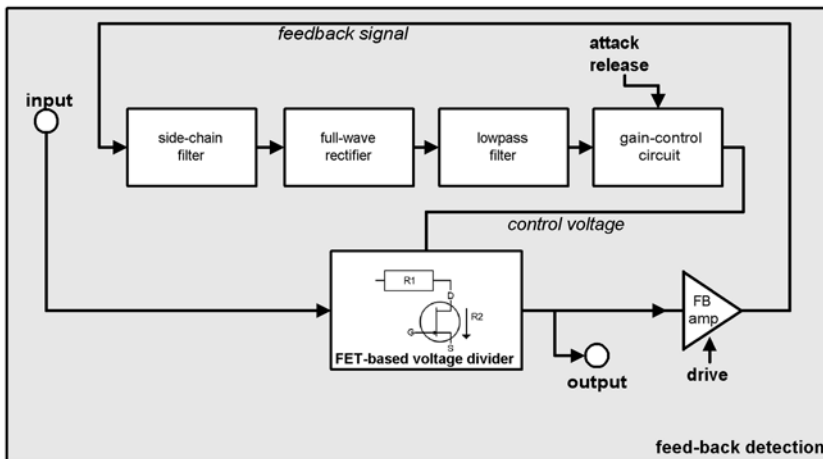 feedback signal
attack
release
input
side-chain
filter
full-wave
rectifier
lowpass
filter
gain-control
circuit
control voltage
R1
D
R2
G
S
FET-based voltage divider
FB
amp
drive
output
feed-back detection